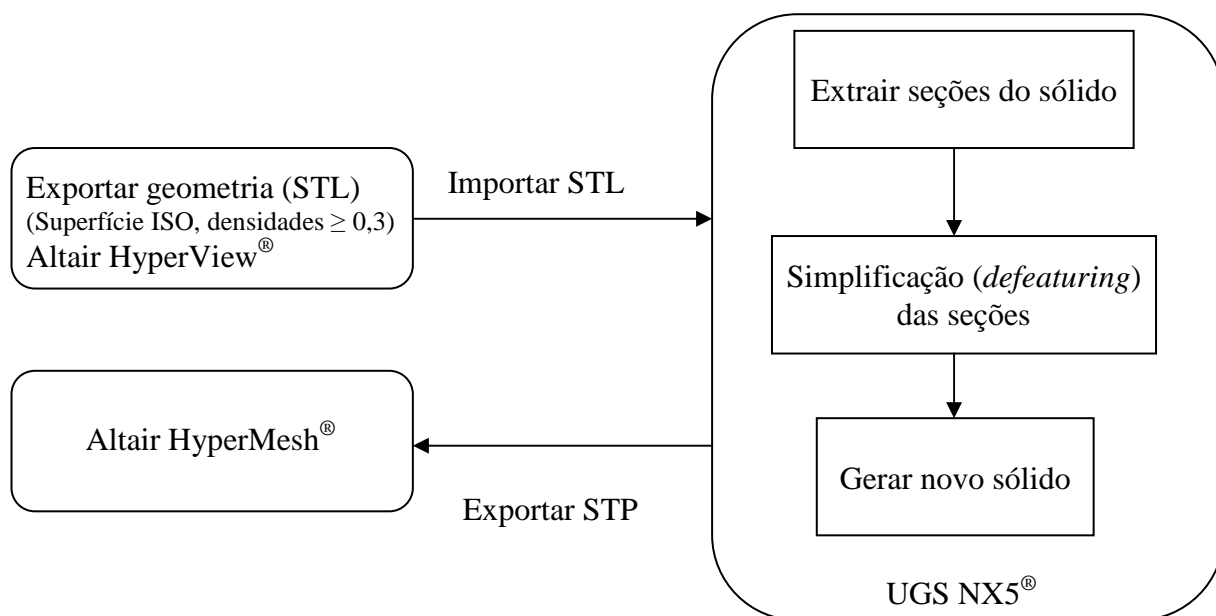 Exportar geometria (STL)
(Superfície ISO, densidades ≥ 0,3)
Altair HyperView®
Importar STL
Extrair seções do sólido
Simplificação (defeaturing)
das seções
Gerar novo sólido
UGS NX5®
Exportar STP
Altair HyperMesh®